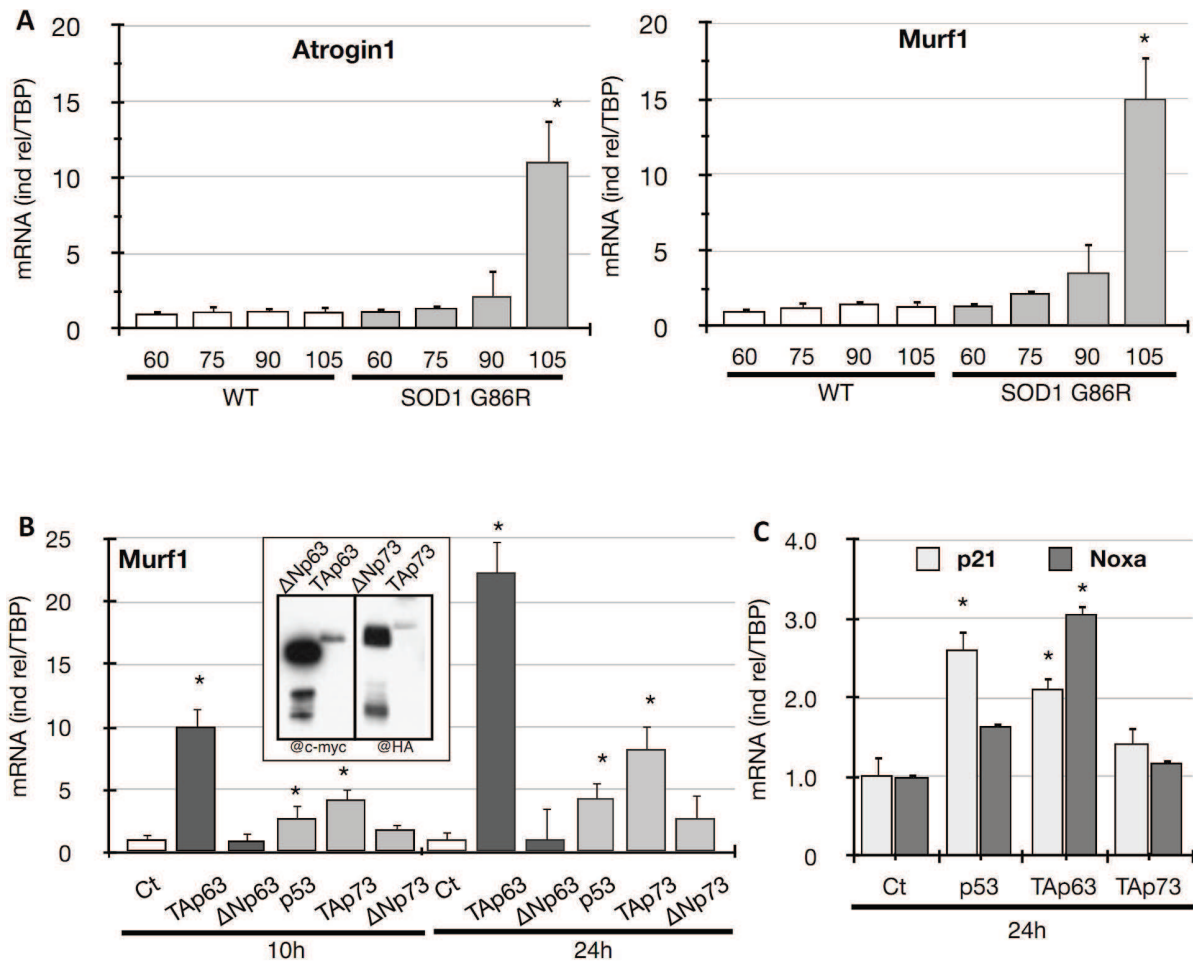 A
Atrogin1
mRNA (ind rel/TBP)
20
15
10
5
0
*
60 75 90 105 60 75 90 105
WT SOD1 G86R
Murf1
mRNA (ind rel/TBP)
20
15
10
5
0
*
60 75 90 105 60 75 90 105
WT SOD1 G86R
B
Murf1
mRNA (ind rel/TBP)
25
20
15
10
5
0
* * * * * *
ΔNp63 TAp63 ΔNp73 TAp73
@c-myc @HA
Ct TAp63 ΔNp63 p53 TAp73 ΔNp73 Ct TAp63 ΔNp63 p53 TAp73 ΔNp73
10h 24h
C
p21 Noxa
mRNA (ind rel/TBP)
4.0
3.0
2.0
1.0
0
* * *
Ct p53 TAp63 TAp73
24h